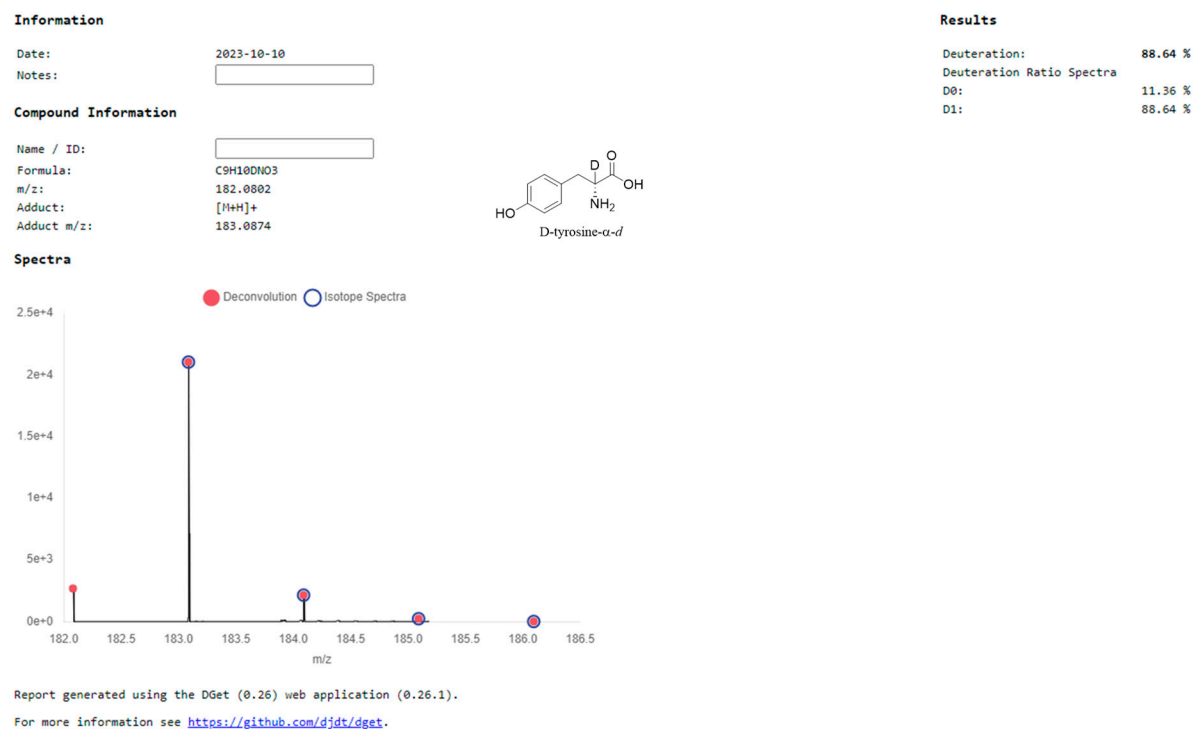 Information
Date: 2023-10-10
Notes:
Compound Information
Name / ID:
Formula: C9H10DNO3
m/z: 182.0802
Adduct: [M+H]+
Adduct m/z: 183.0874
Results
Deuteration: 88.64 %
Deuteration Ratio Spectra
D0: 11.36 %
D1: 88.64 %
D O
OH
HO NH2
D-tyrosine-α-d
Spectra
Deconvolution Isotope Spectra
2.5e+4
2e+4
1.5e+4
1e+4
5e+3
0e+0
182.0 182.5 183.0 183.5 184.0 184.5 185.0 185.5 186.0 186.5
m/z
Report generated using the DGet (0.26) web application (0.26.1).
For more information see https://github.com/djdt/dget.